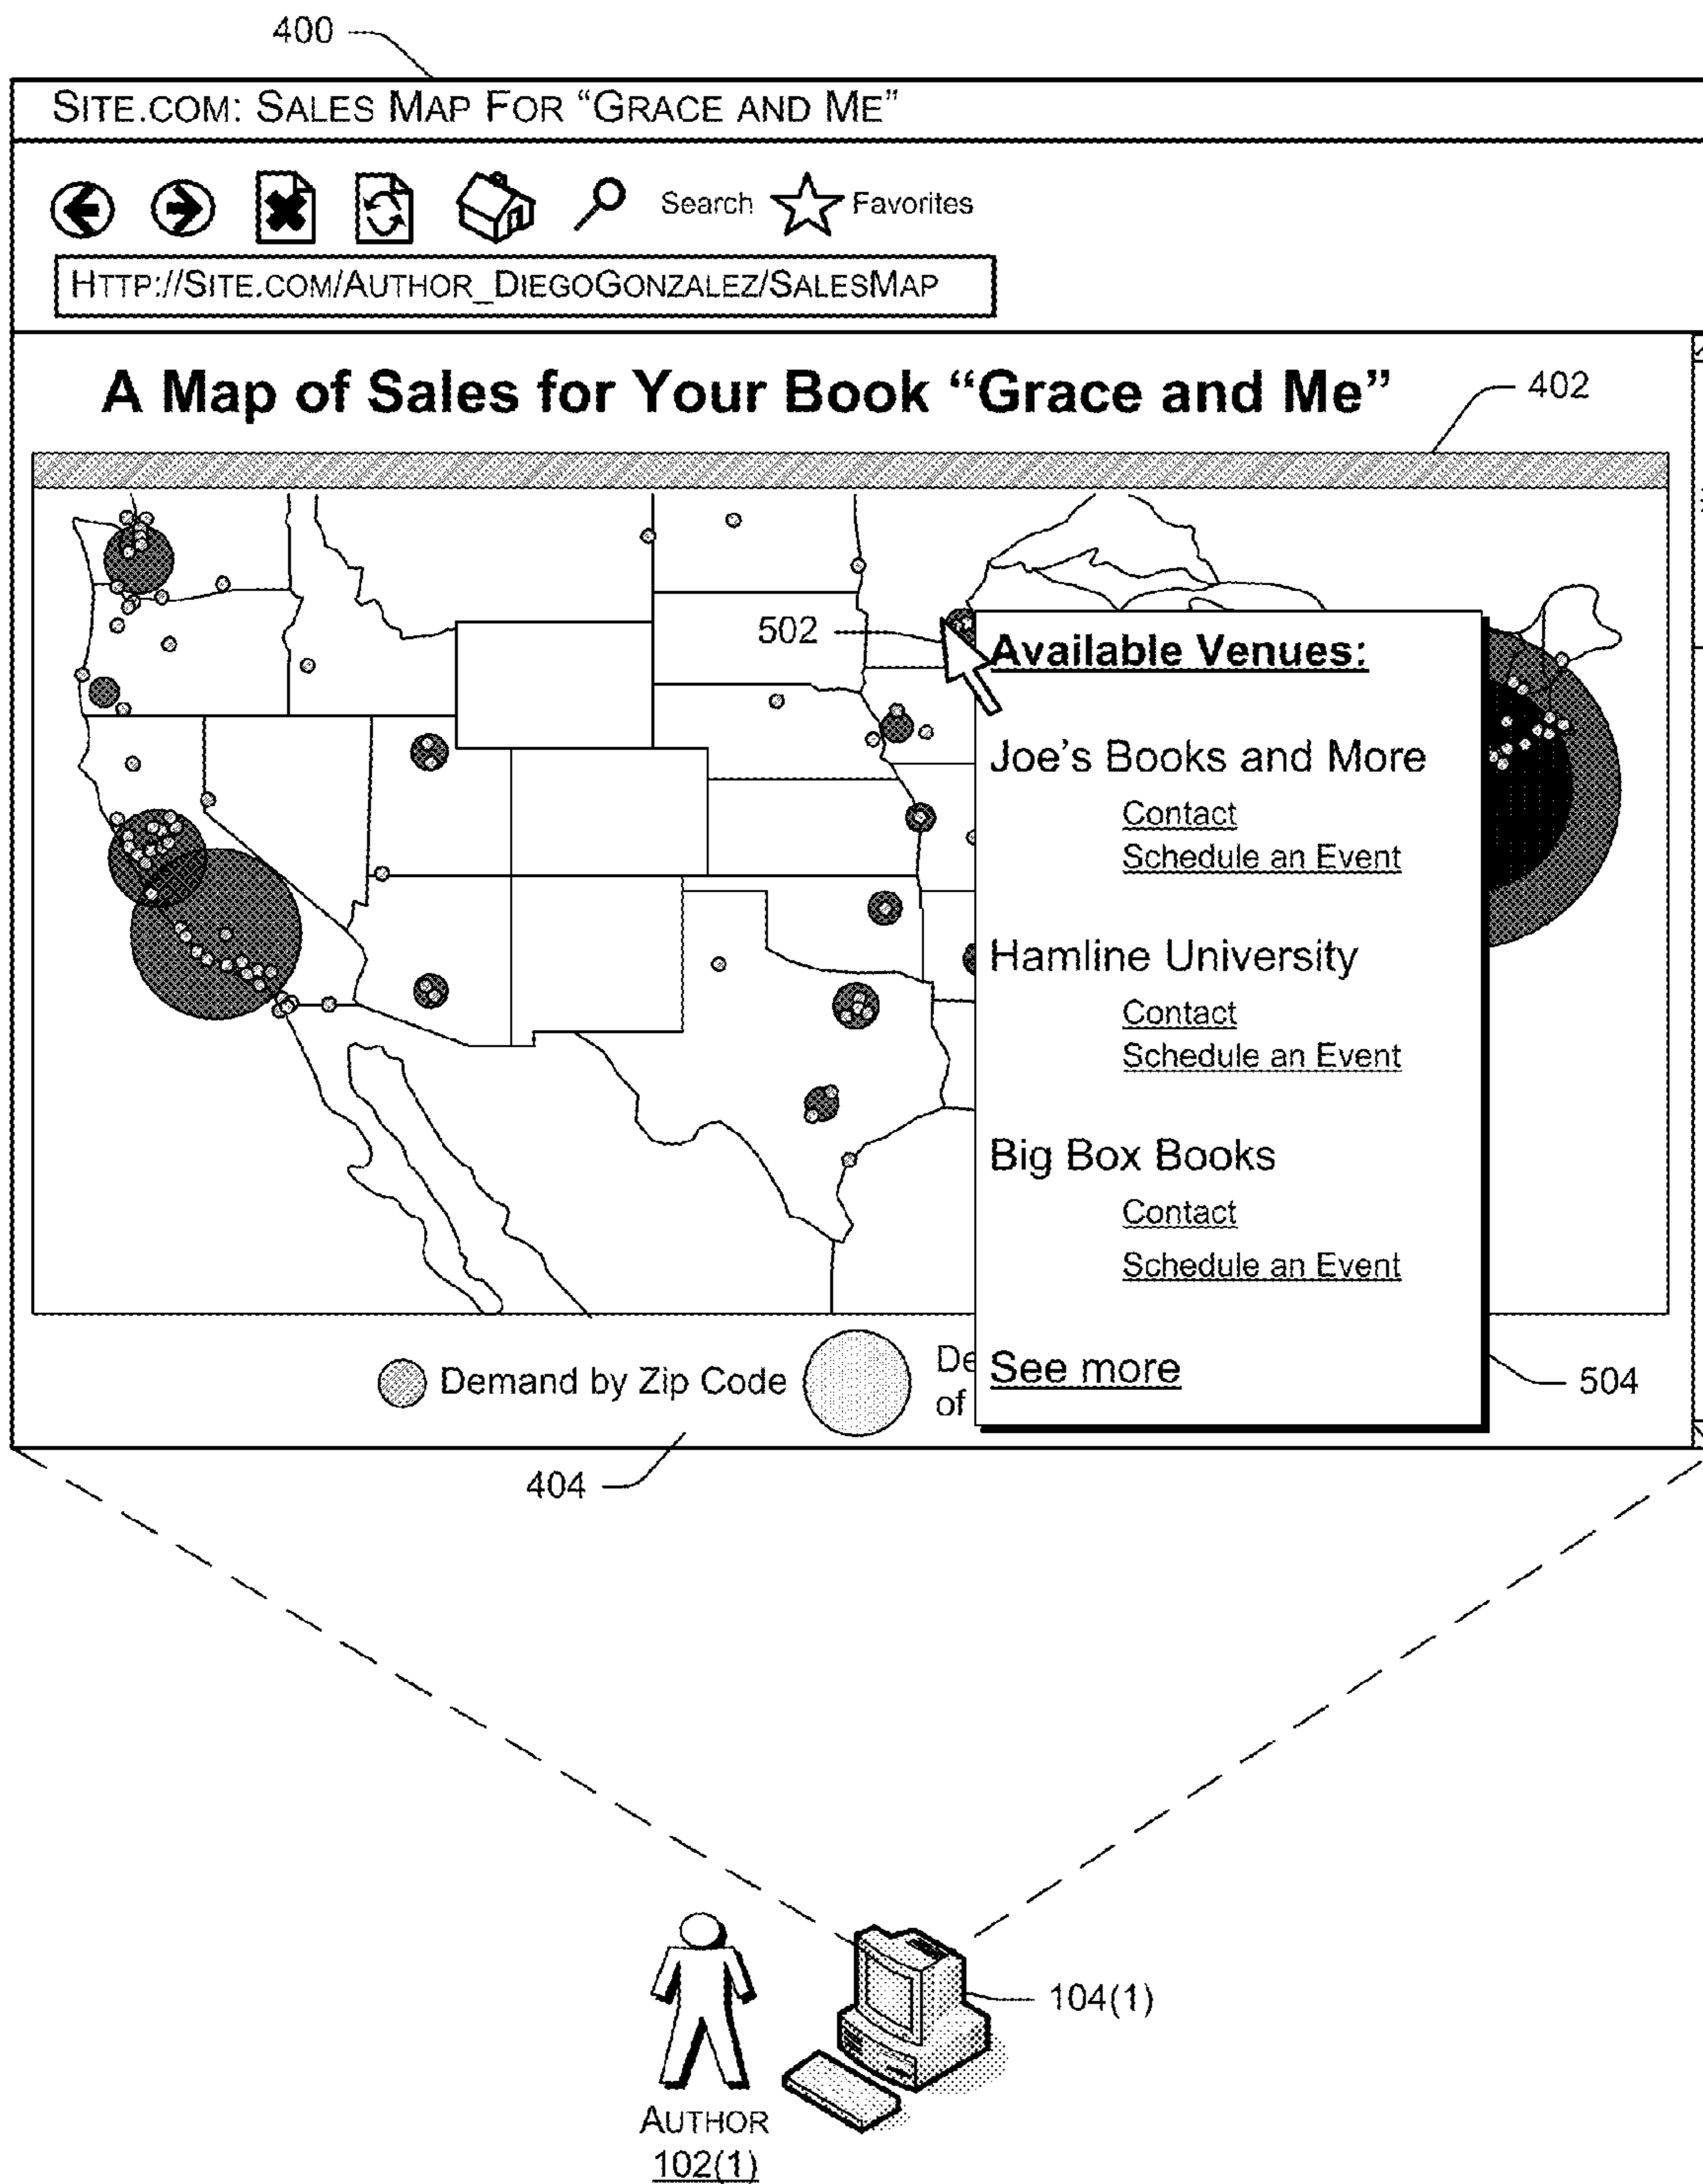 400
SITE.COM: SALES MAP FOR “GRACE AND ME”
Search Favorites
HTTP://SITE.COM/AUTHOR_DIEGOGONZALEZ/SALESMAP
A Map of Sales for Your Book “Grace and Me”
402
502
Available Venues:
Joe’s Books and More
Contact
Schedule an Event
Hamline University
Contact
Schedule an Event
Big Box Books
Contact
Schedule an Event
See more
504
Demand by Zip Code
of
404
104(1)
AUTHOR
102(1)